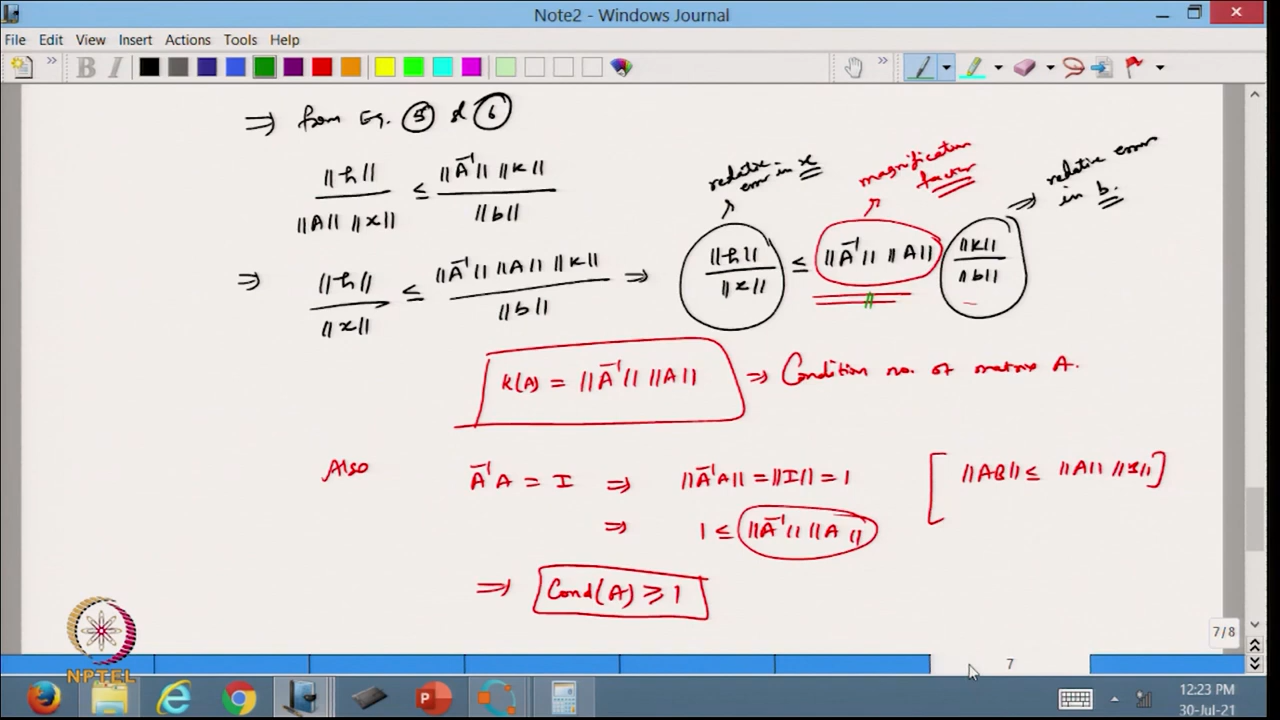 Note2 - Windows Journal
File Edit View Insert Actions Tools Help
⇒ from Eq. (5) & (6)
||h|| / ||A|| ||x|| ≤ ||A⁻¹|| ||k|| / ||b||
⇒ ||h|| / ||x|| ≤ ||A⁻¹|| ||A|| ||k|| / ||b|| ⇒ ||h|| / ||x|| ≤ ||A⁻¹|| ||A|| ||k|| / ||b||
relative error in x
magnification factor
⇒ relative error in b.
K(A) = ||A⁻¹|| ||A|| ⇒ Condition no. of matrix A.
Also A⁻¹A = I ⇒ ||A⁻¹A|| = ||I|| = 1 [ ||AB|| ≤ ||A|| ||B|| ]
⇒ 1 ≤ ||A⁻¹|| ||A||
⇒ Cond(A) ≥ 1
7/8
7
NPTEL
12:23 PM
30-Jul-21